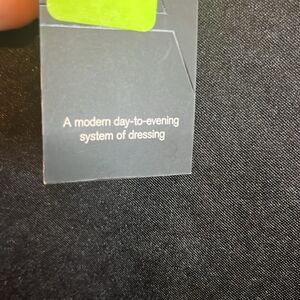 A modern day-to-evening
system of dressing